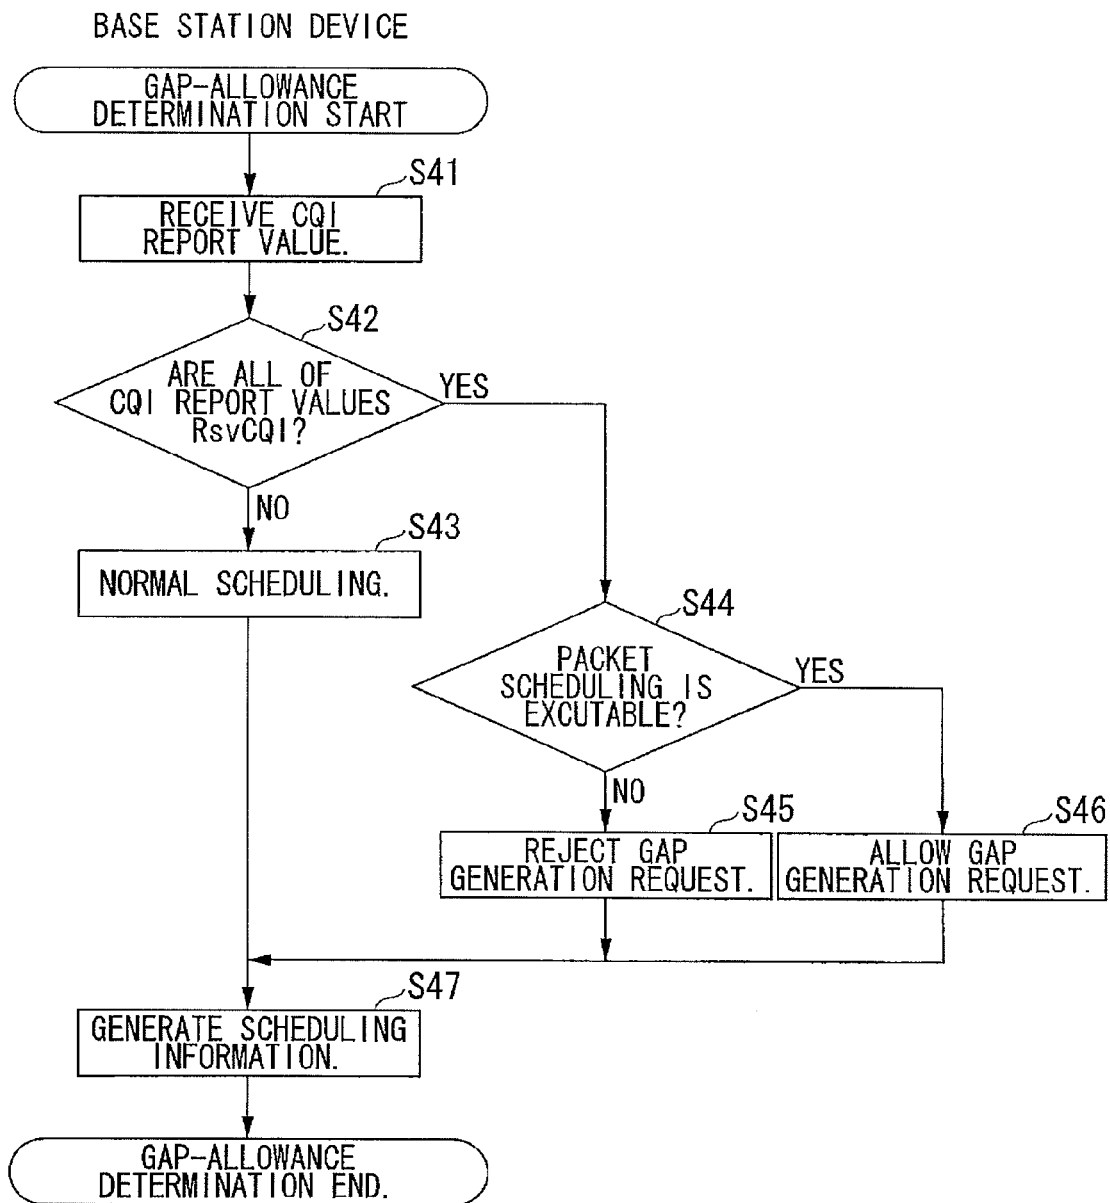 BASE STATION DEVICE
GAP-ALLOWANCE
DETERMINATION START
S41
RECEIVE CQI
REPORT VALUE.
S42
ARE ALL OF
CQI REPORT VALUES
RsvCQI?
YES
NO
S43
NORMAL SCHEDULING.
S44
PACKET
SCHEDULING IS
EXCUTABLE?
YES
NO
S45
REJECT GAP
GENERATION REQUEST.
S46
ALLOW GAP
GENERATION REQUEST.
S47
GENERATE SCHEDULING
INFORMATION.
GAP-ALLOWANCE
DETERMINATION END.